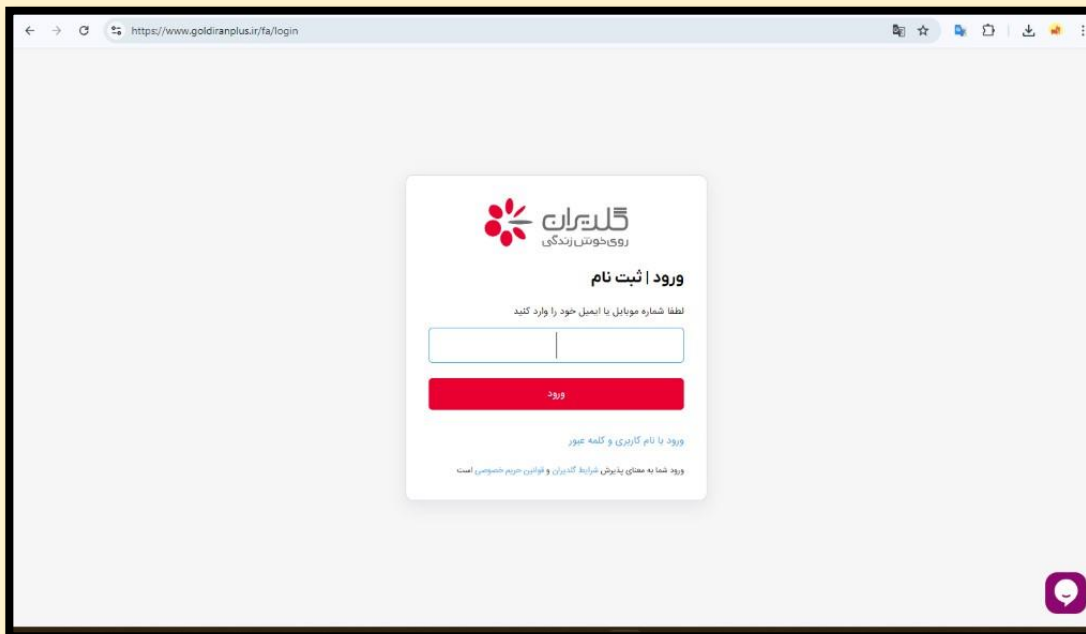 https://www.goldiranplus.ir/fa/login
گلدیران
روی خوش زندگی
ورود | ثبت نام
لطفا شماره موبایل یا ایمیل خود را وارد کنید
ورود
ورود با نام کاربری و کلمه عبور
ورود شما به معنای پذیرش شرایط گلدیران و قوانین حریم خصوصی است